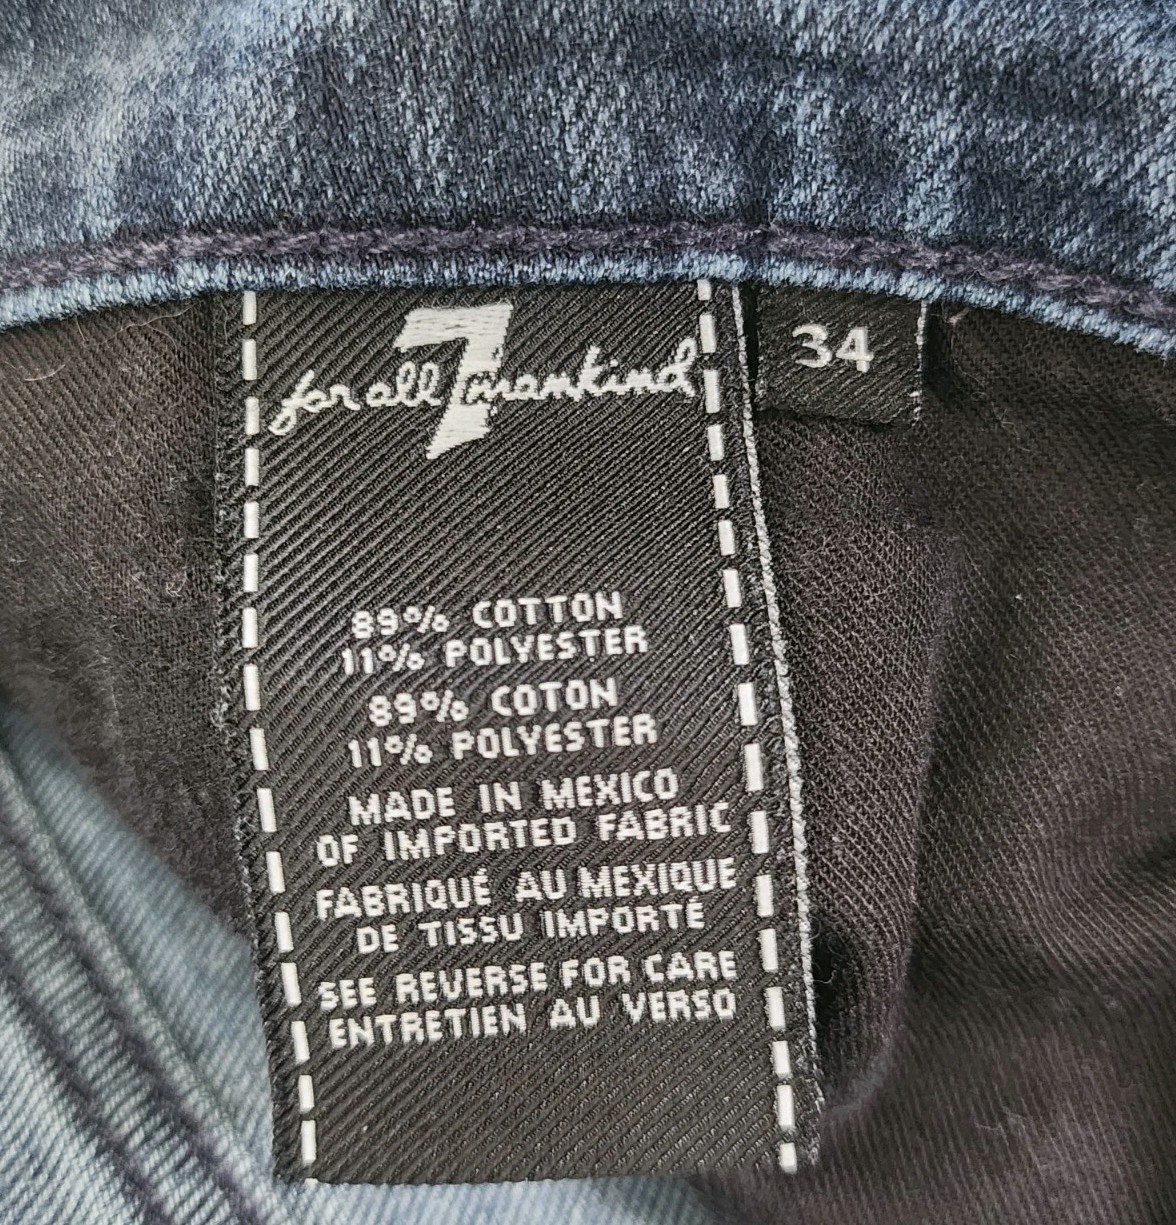 7
for all mankind
34
89% COTTON
11% POLYESTER
89% COTON
11% POLYESTER
MADE IN MEXICO
OF IMPORTED FABRIC
FABRIQUÉ AU MEXIQUE
DE TISSU IMPORTÉ
SEE REVERSE FOR CARE
ENTRETIEN AU VERSO